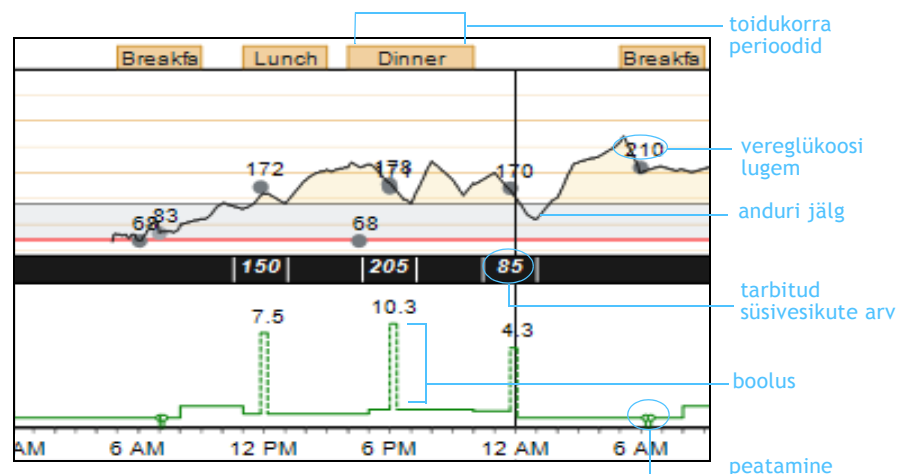 toidukorra
perioodid
Breakfa Lunch Dinner Breakfa
210
vereglükoosi
lugem
172 170
83
68 68
anduri jälg
150 205 85
tarbitud
süsivesikute arv
7.5 10.3 4.3
boolus
AM 6 AM 12 PM 6 PM 12 AM 6 AM
peatamine